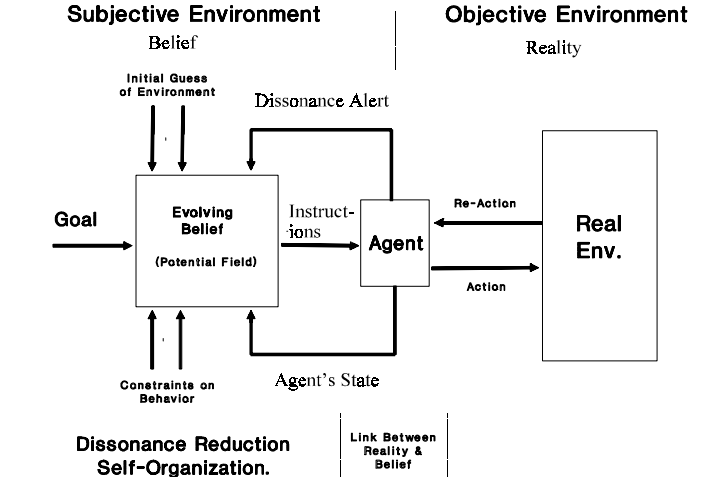 Subjective Environment
Objective Environment
Belief
Reality
Initial Guess
of Environment
Dissonance Alert
Goal
Evolving
Belief
(Potential Field)
Instruct-
-ions
Agent
Re-Action
Action
Real
Env.
Agent's State
Constraints on
Behavior
Dissonance Reduction
Self-Organization.
Link Between
Reality &
Belief